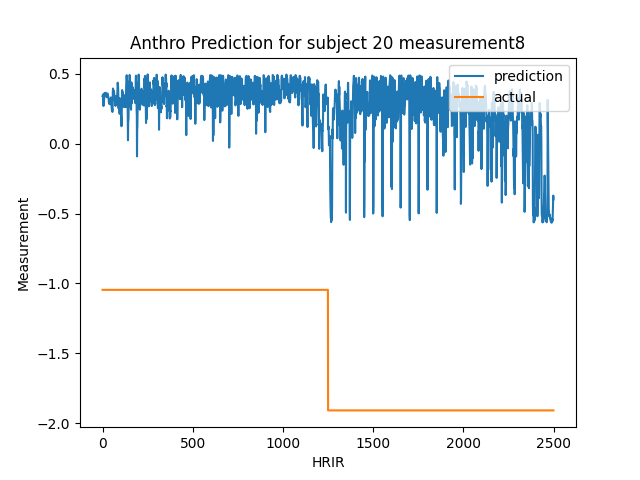 Anthro Prediction for subject 20 measurement8
prediction
actual
0.5
0.0
−0.5
−1.0
−1.5
−2.0
Measurement
0 500 1000 1500 2000 2500
HRIR